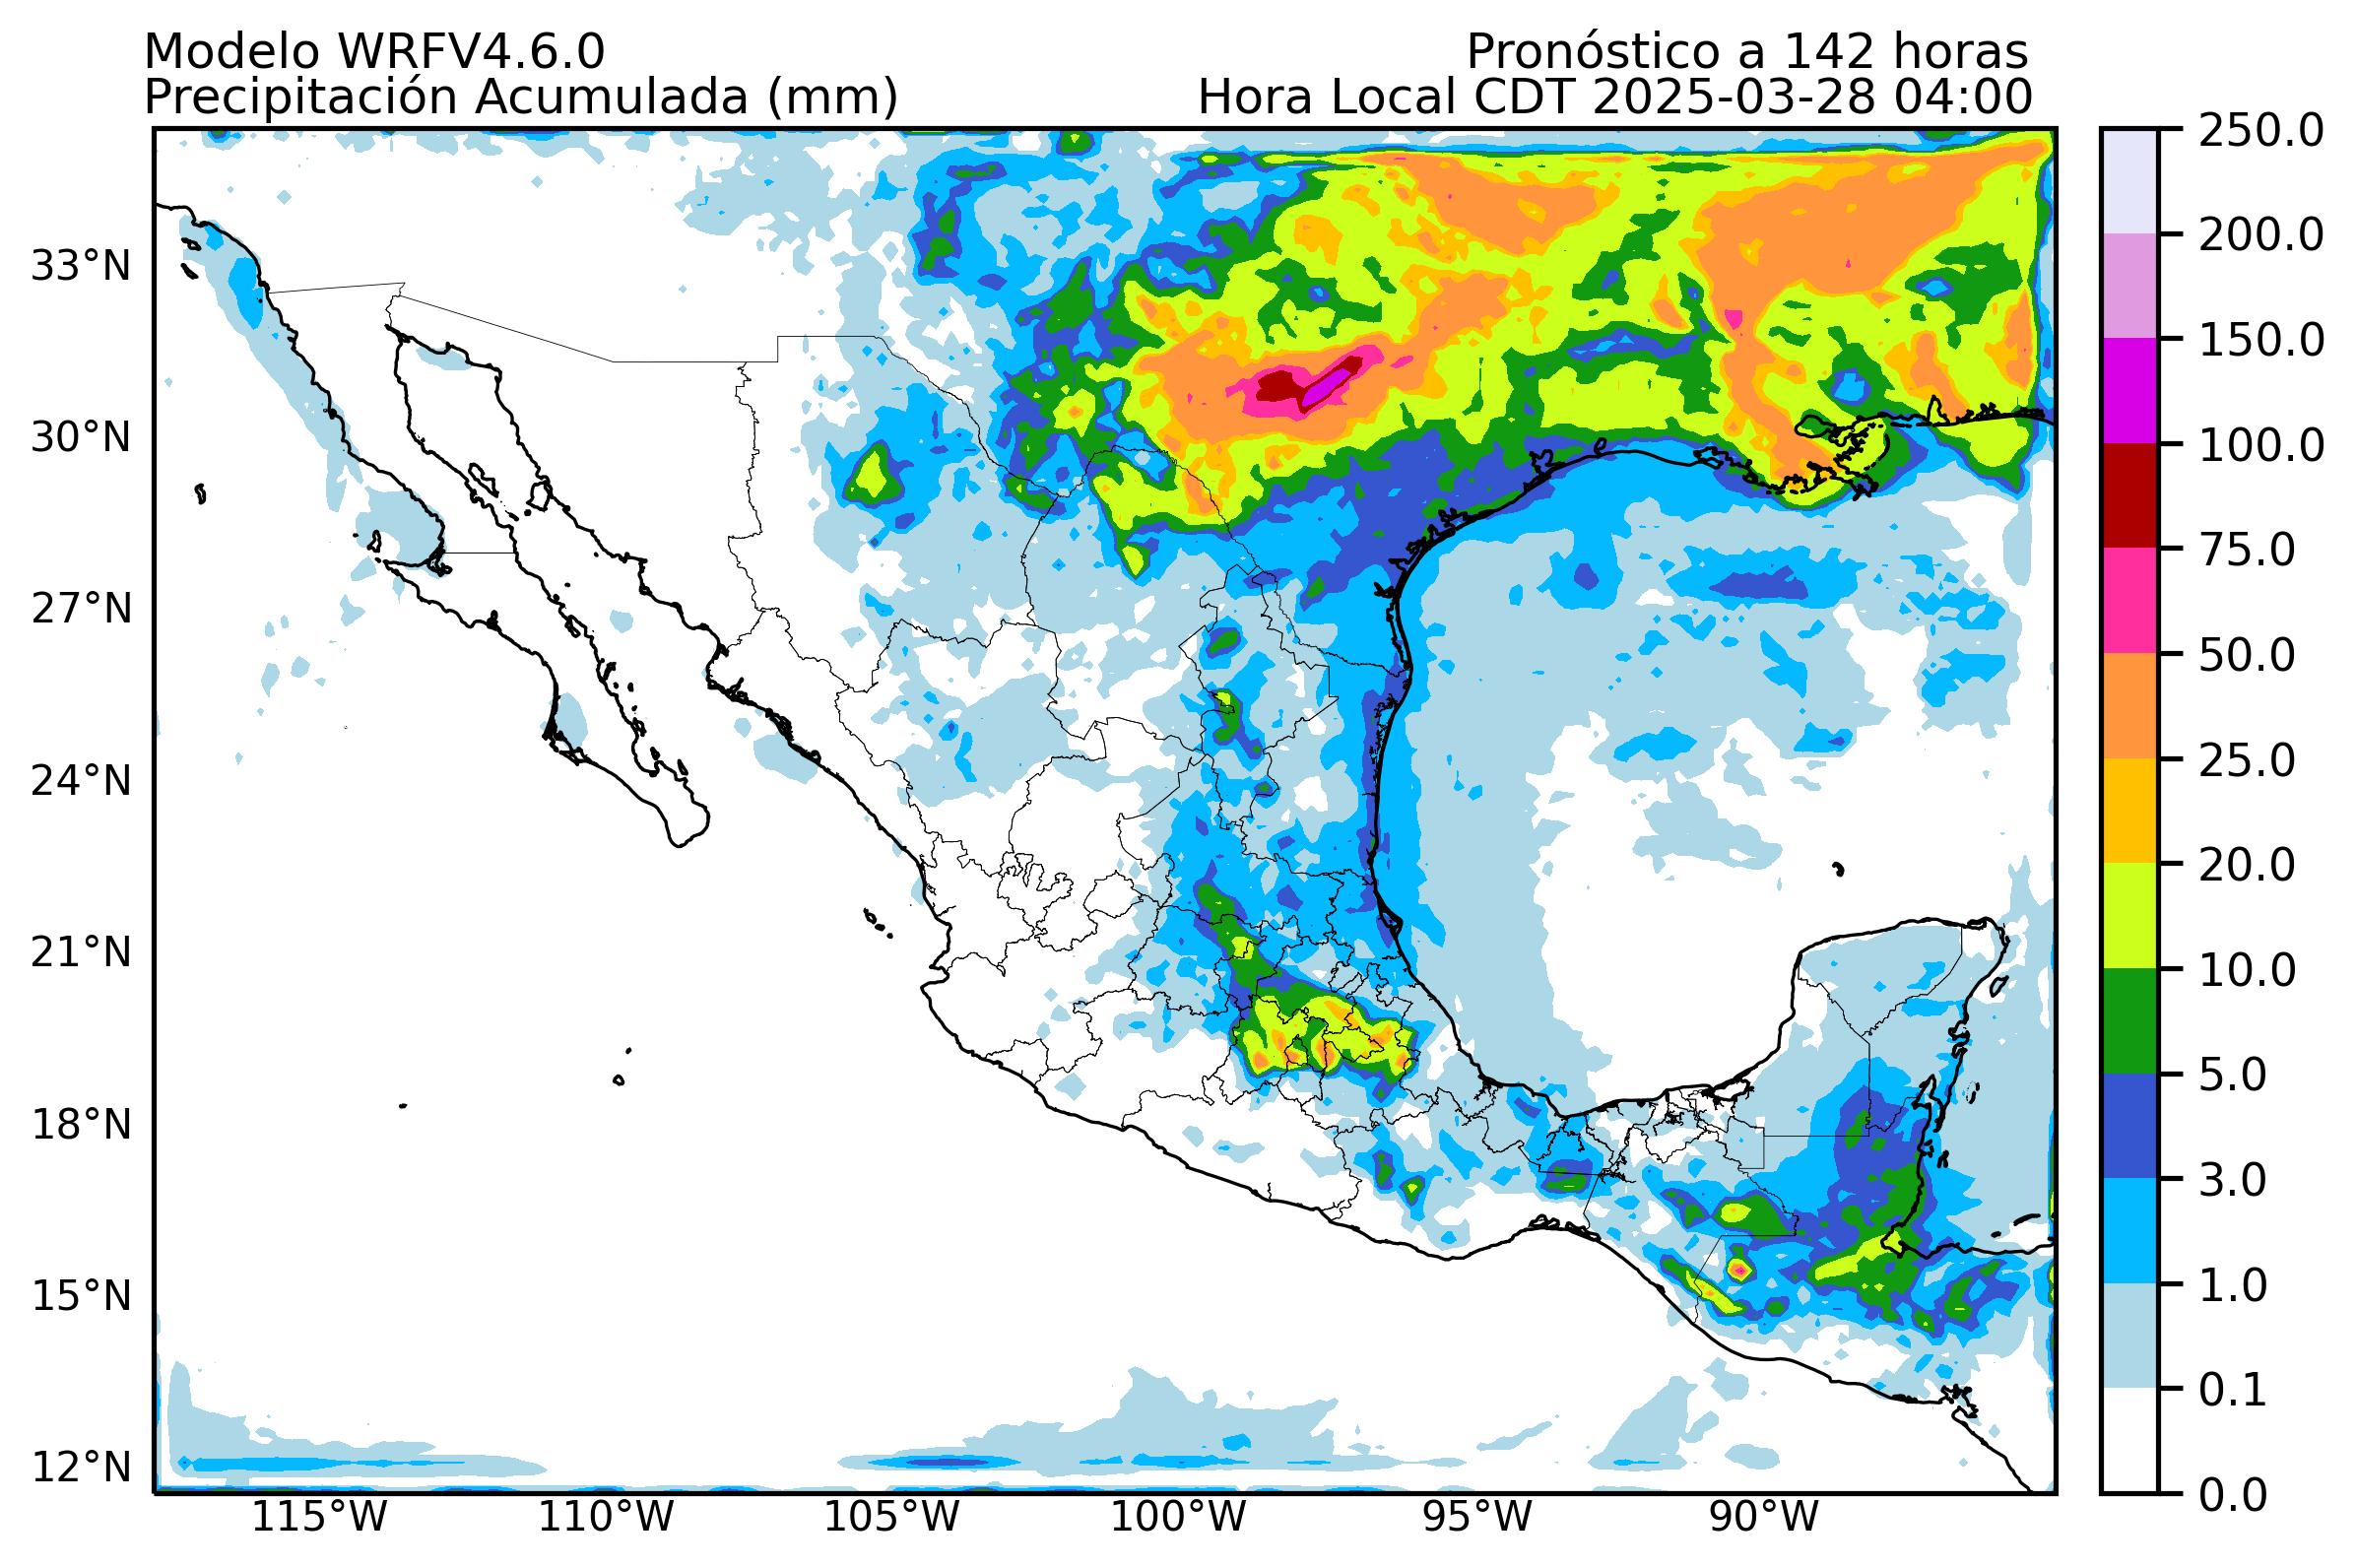 Modelo WRFV4.6.0
Pronóstico a 142 horas
Precipitación Acumulada (mm)
Hora Local CDT 2025-03-28 04:00
33°N
30°N
27°N
24°N
21°N
18°N
15°N
12°N
115°W
110°W
105°W
100°W
95°W
90°W
250.0
200.0
150.0
100.0
75.0
50.0
25.0
20.0
10.0
5.0
3.0
1.0
0.1
0.0